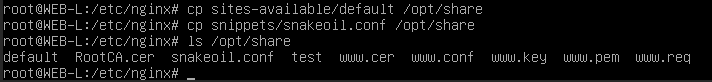 root@WEB-L:/etc/nginx# cp sites-available/default /opt/share
root@WEB-L:/etc/nginx# cp snippets/snakeoil.conf /opt/share
root@WEB-L:/etc/nginx# ls /opt/share
default  RootCA.cer  snakeoil.conf  test  www.cer  www.conf  www.key  www.pem  www.req
root@WEB-L:/etc/nginx# _